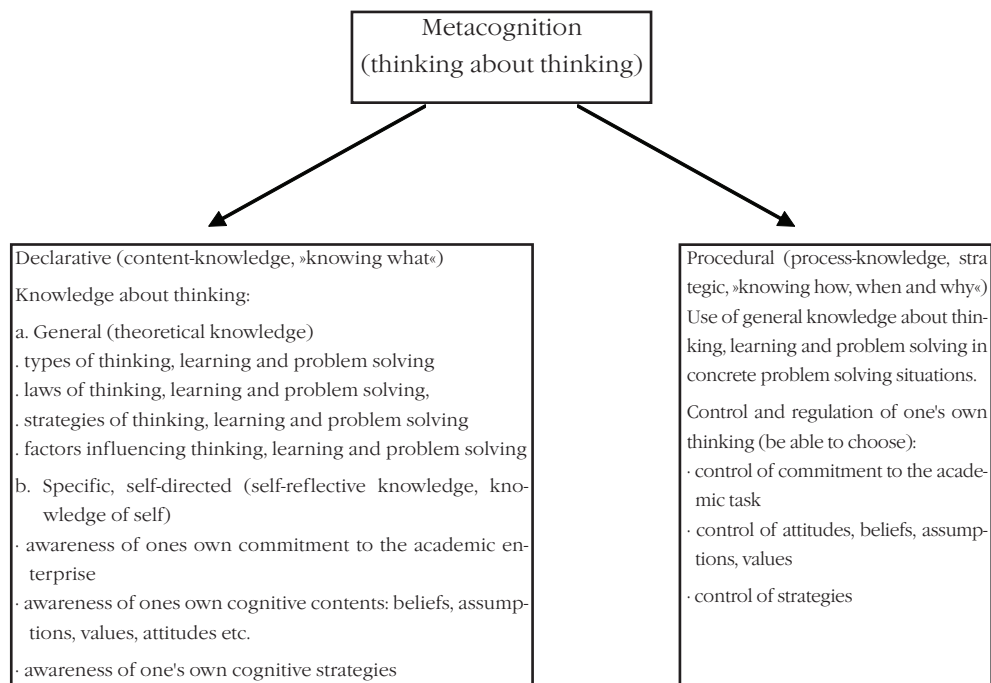 Metacognition
(thinking about thinking)
Declarative (content-knowledge, »knowing what«)
Knowledge about thinking:
a. General (theoretical knowledge)
. types of thinking, learning and problem solving
. laws of thinking, learning and problem solving,
. strategies of thinking, learning and problem solving
. factors influencing thinking, learning and problem solving
b. Specific, self-directed (self-reflective knowledge, kno-
wledge of self)
· awareness of ones own commitment to the academic en-
terprise
· awareness of ones own cognitive contents: beliefs, assump-
tions, values, attitudes etc.
· awareness of one's own cognitive strategies
Procedural (process-knowledge, stra
tegic, »knowing how, when and why«)
Use of general knowledge about thin-
king, learning and problem solving in
concrete problem solving situations.
Control and regulation of one's own
thinking (be able to choose):
· control of commitment to the acade-
mic task
· control of attitudes, beliefs, assump-
tions, values
· control of strategies